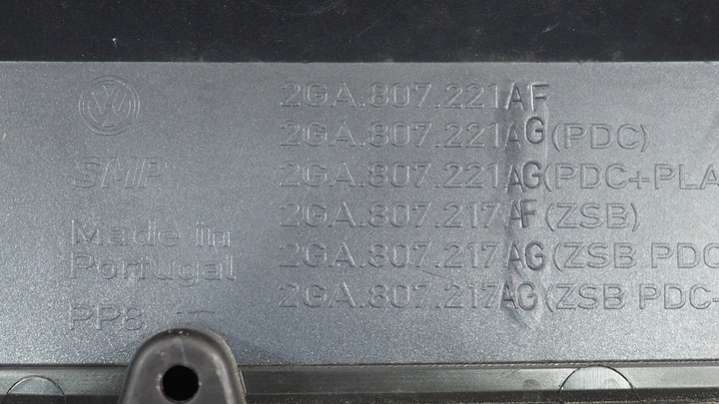 2GA.807.221AF
2GA.807.221AG(PDC)
SMP 2GA.807.221AG(PDC+PLA
2GA.807.217AF(ZSB)
Made in
Portugal 2GA.807.217AG(ZSB PDC
2GA.807.217AG(ZSB PDC-